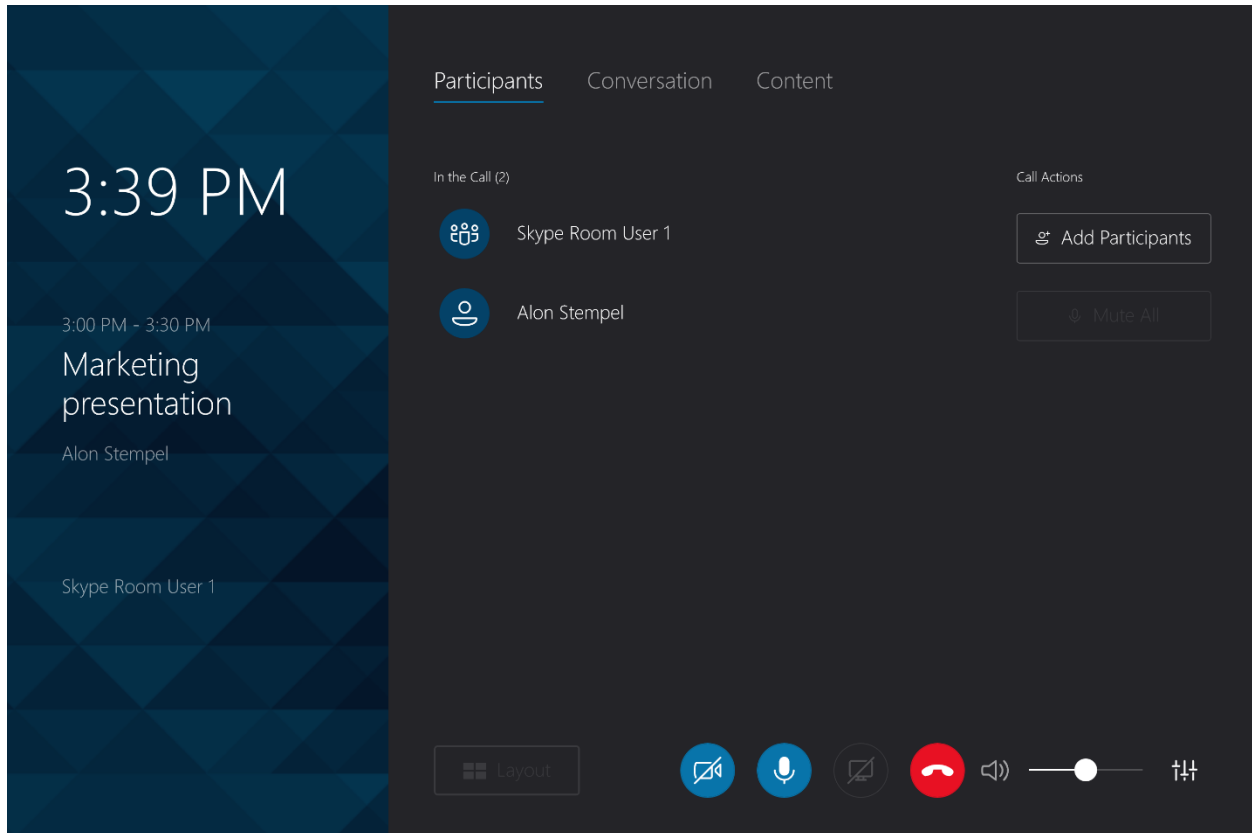 3:39 PM
3:00 PM - 3:30 PM
Marketing
presentation
Alon Stempel
Skype Room User 1
Participants Conversation Content
In the Call (2)
Skype Room User 1
Alon Stempel
Call Actions
Add Participants
Mute All
Layout